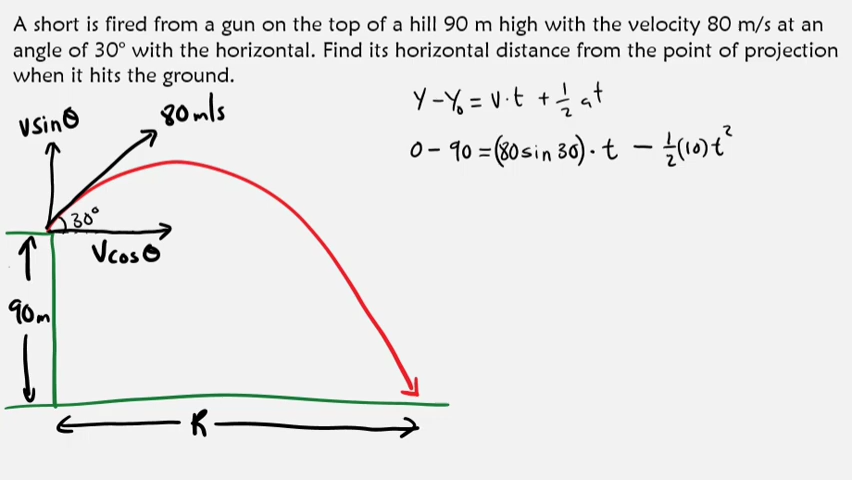 A short is fired from a gun on the top of a hill 90 m high with the velocity 80 m/s at an
angle of 30° with the horizontal. Find its horizontal distance from the point of projection
when it hits the ground.
Y-Y₀ = v·t + ½ at
0 - 90 = (80 sin 30)·t - ½(10)t²
vsinθ
80m/s
30°
Vcosθ
90m
R